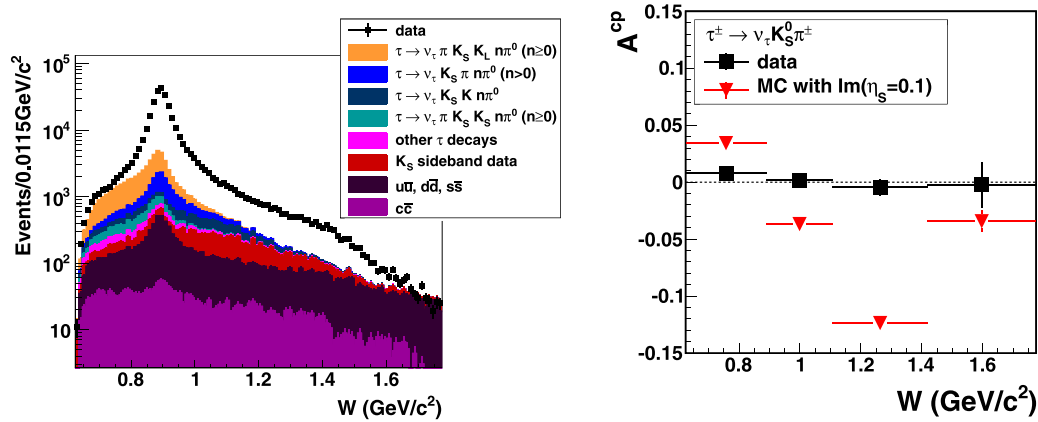 Events/0.0115GeV/c²
10⁵
10⁴
10³
10²
10
0.8 1 1.2 1.4 1.6
W (GeV/c²)
data
τ → ν_τ π K_S K_L nπ⁰ (n≥0)
τ → ν_τ K_S π nπ⁰ (n>0)
τ → ν_τ K_S K nπ⁰
τ → ν_τ K_S K_S nπ⁰ (n≥0)
other τ decays
K_S sideband data
uu̅, dd̅, ss̅
cc̅
A^cp
0.15
0.1
0.05
0
-0.05
-0.1
-0.15
τ± → ν_τ K⁰_S π±
data
MC with Im(η_S=0.1)
0.8 1 1.2 1.4 1.6
W (GeV/c²)